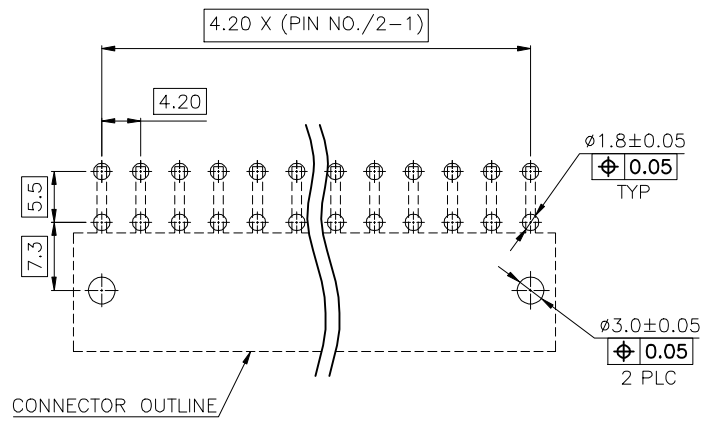 4.20 X (PIN NO./2-1)
4.20
ø1.8±0.05
⌖ 0.05
TYP
5.5
7.3
ø3.0±0.05
⌖ 0.05
2 PLC
CONNECTOR OUTLINE